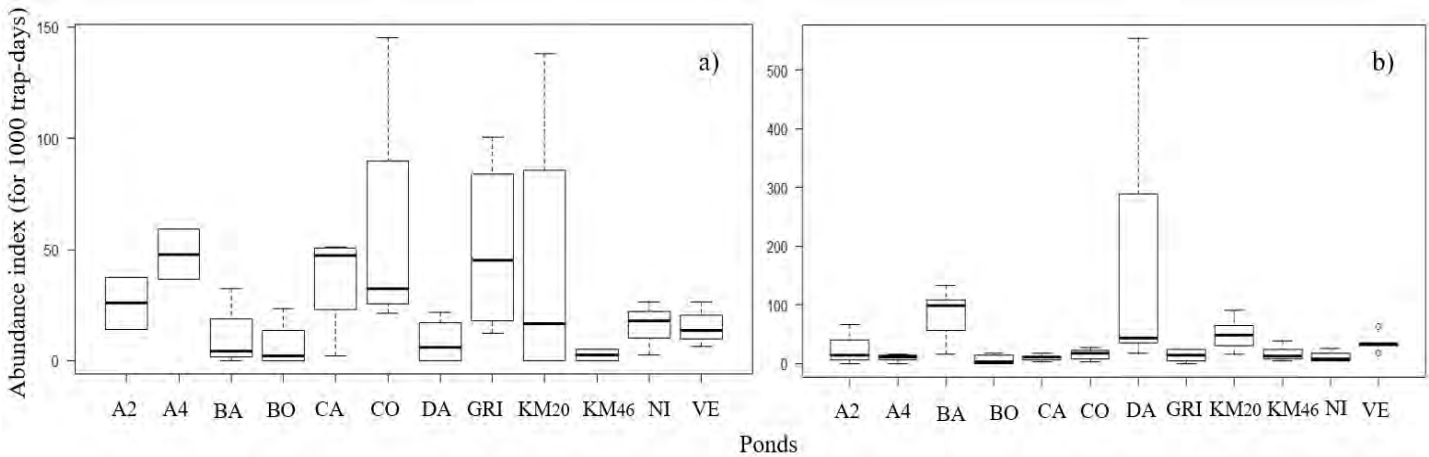 Abundance index (for 1000 trap-days)
150
100
50
0
a)
A2 A4 BA BO CA CO DA GRI KM20 KM46 NI VE
500
400
300
200
100
0
b)
A2 A4 BA BO CA CO DA GRI KM20 KM46 NI VE
Ponds